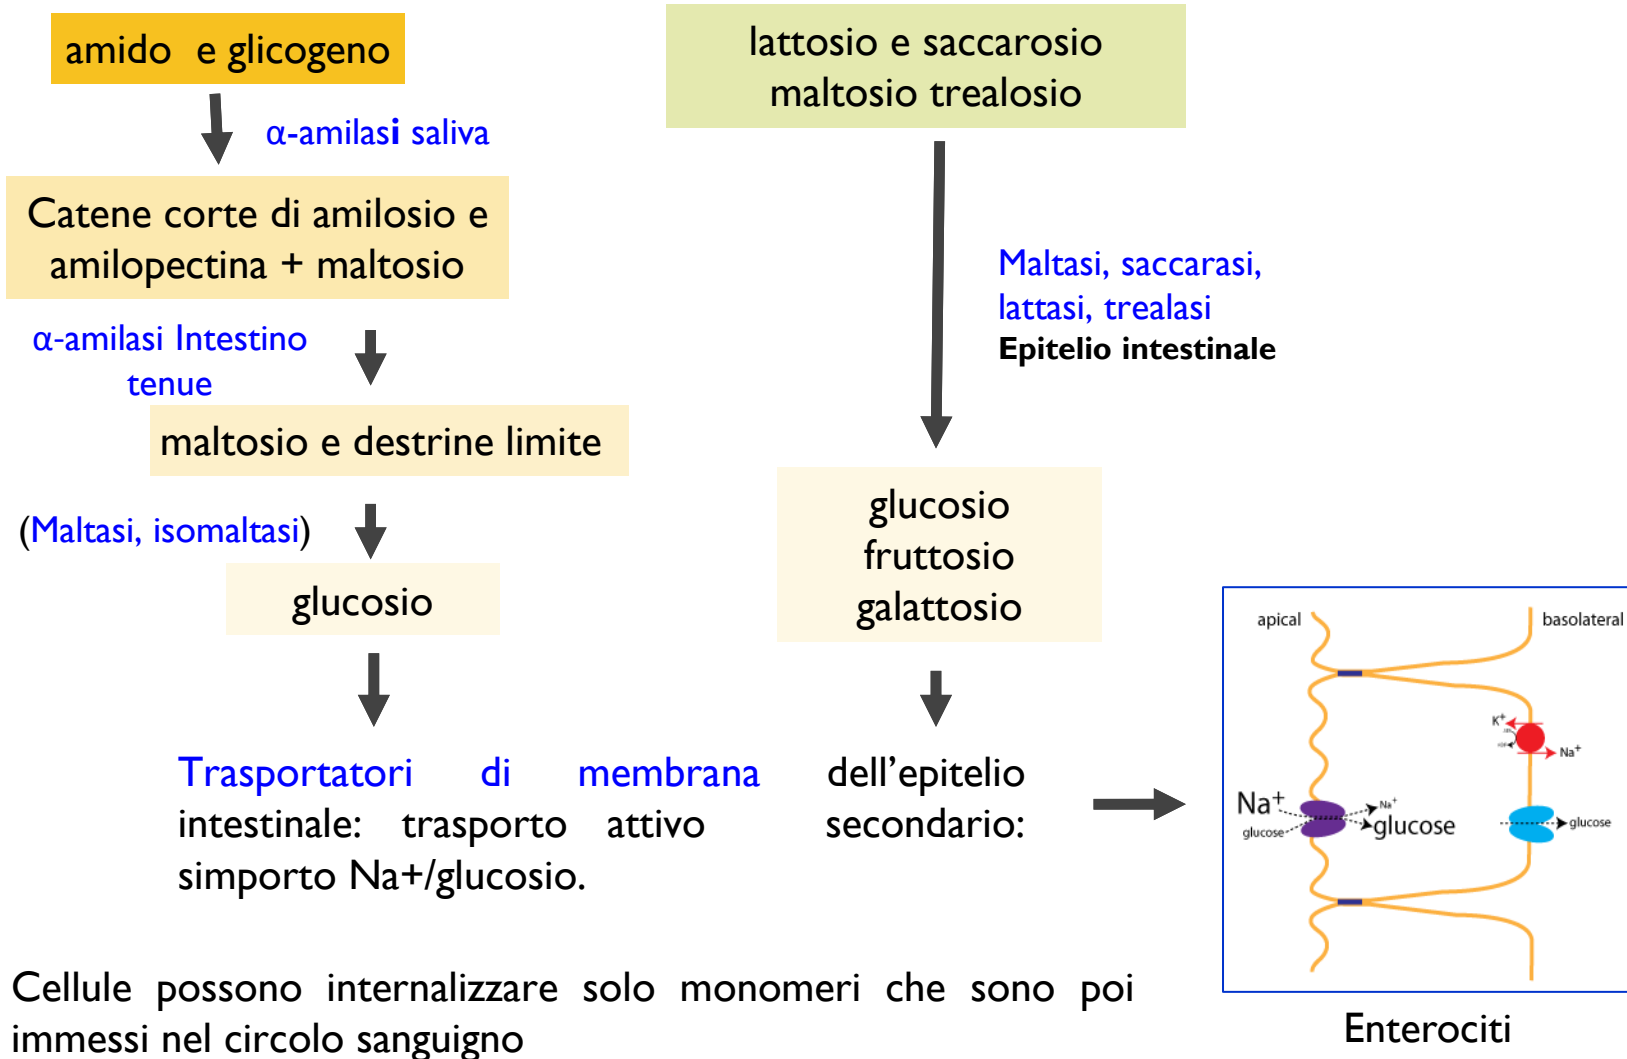 amido e glicogeno
α-amilasi saliva
Catene corte di amilosio e
amilopectina + maltosio
α-amilasi Intestino
tenue
maltosio e destrine limite
(Maltasi, isomaltasi)
glucosio
lattosio e saccarosio
maltosio trealosio
Maltasi, saccarasi,
lattasi, trealasi
Epitelio intestinale
glucosio
fruttosio
galattosio
Trasportatori di membrana dell’epitelio
intestinale: trasporto attivo secondario:
simporto Na+/glucosio.
apical
basolateral
K+
Na+
Na+
glucose
Na+
glucose
glucose
Enterociti
Cellule possono internalizzare solo monomeri che sono poi
immessi nel circolo sanguigno